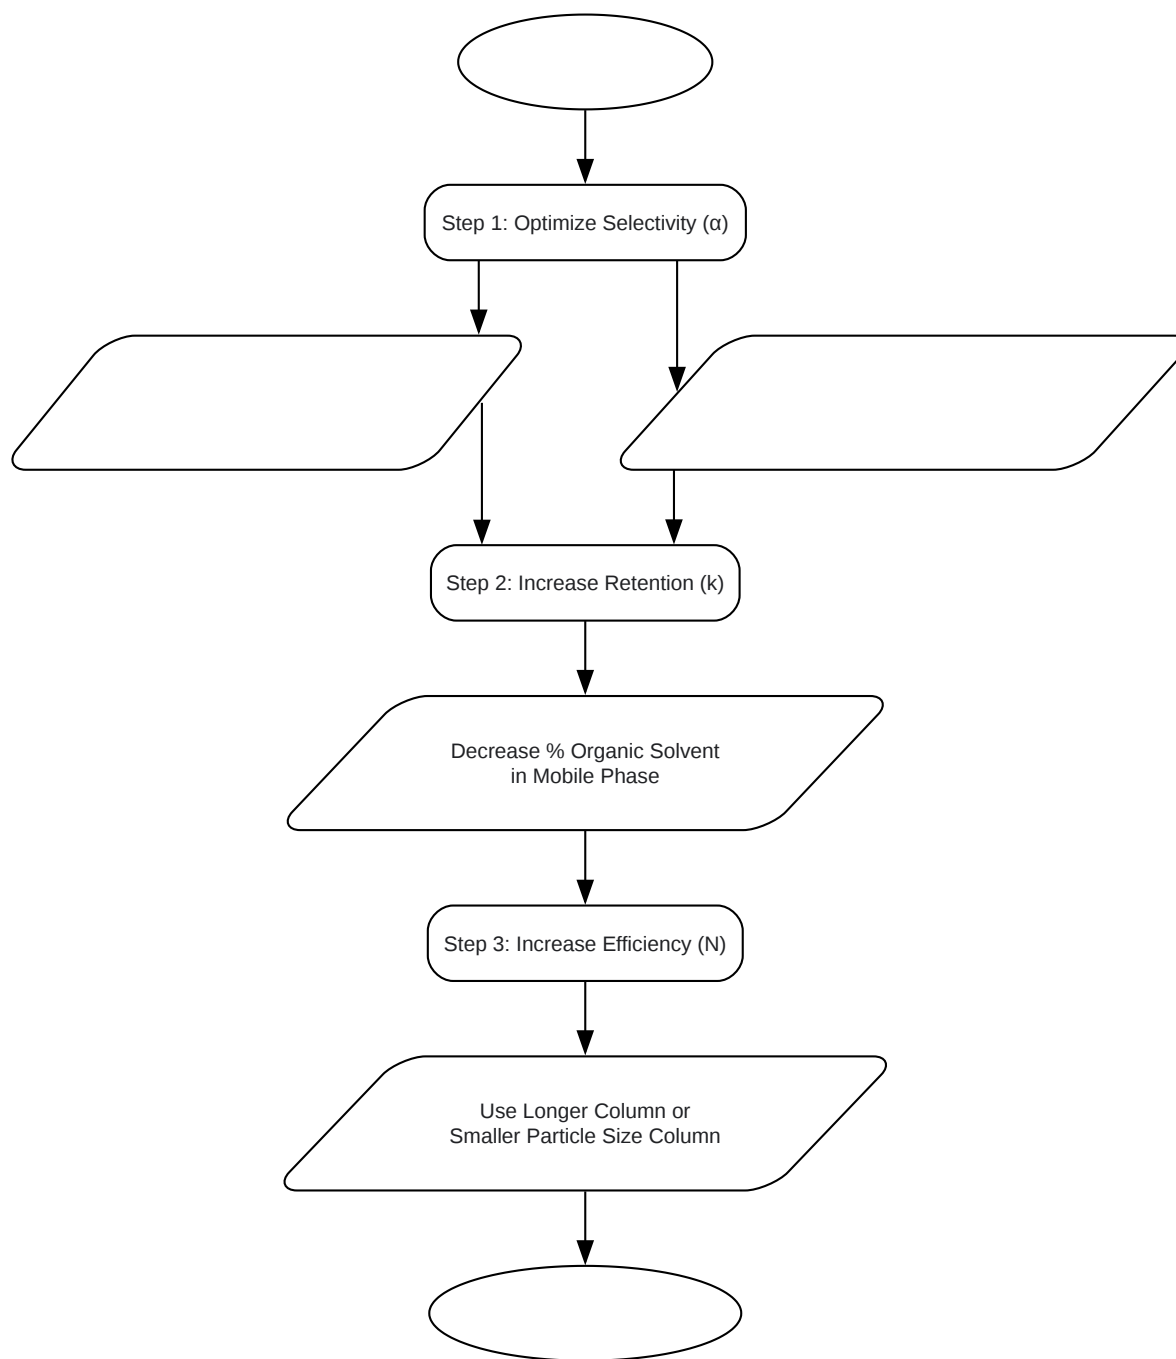 Step 1: Optimize Selectivity (α)
Step 2: Increase Retention (k)
Decrease % Organic Solvent
in Mobile Phase
Step 3: Increase Efficiency (N)
Use Longer Column or
Smaller Particle Size Column